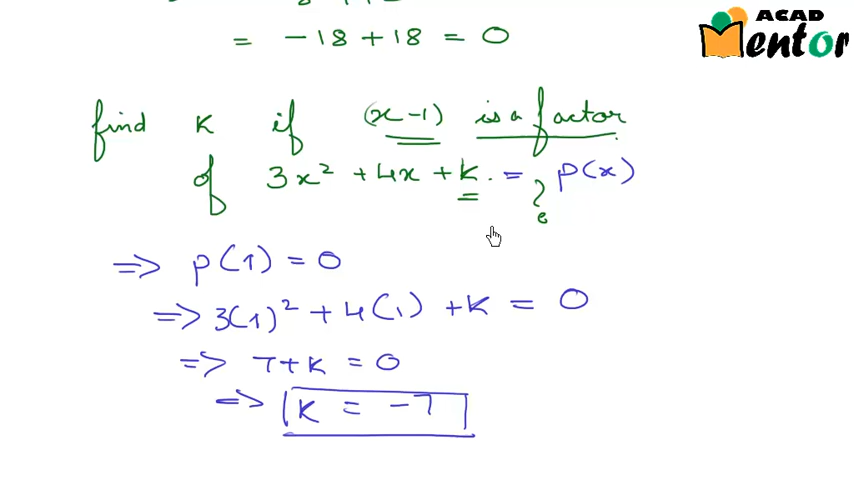 ACAD
Mentor
= -18 + 18 = 0
find K if (x-1) is a factor
of 3x² + 4x + k. = p(x)
?
=> p(1) = 0
=> 3(1)² + 4(1) + K = 0
=> 7 + K = 0
=> K = -7